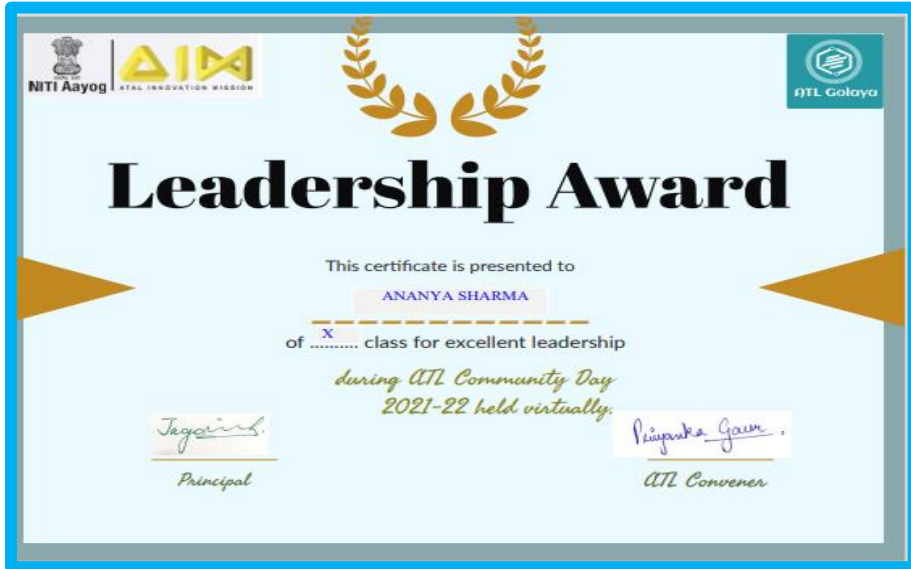 NITI Aayog
AIM
ATAL INNOVATION MISSION
ATL Golaya
Leadership Award
This certificate is presented to
ANANYA SHARMA
of ...X... class for excellent leadership
during ATL Community Day
2021-22 held virtually.
Priyanka Gaur.
Principal
ATL Convener